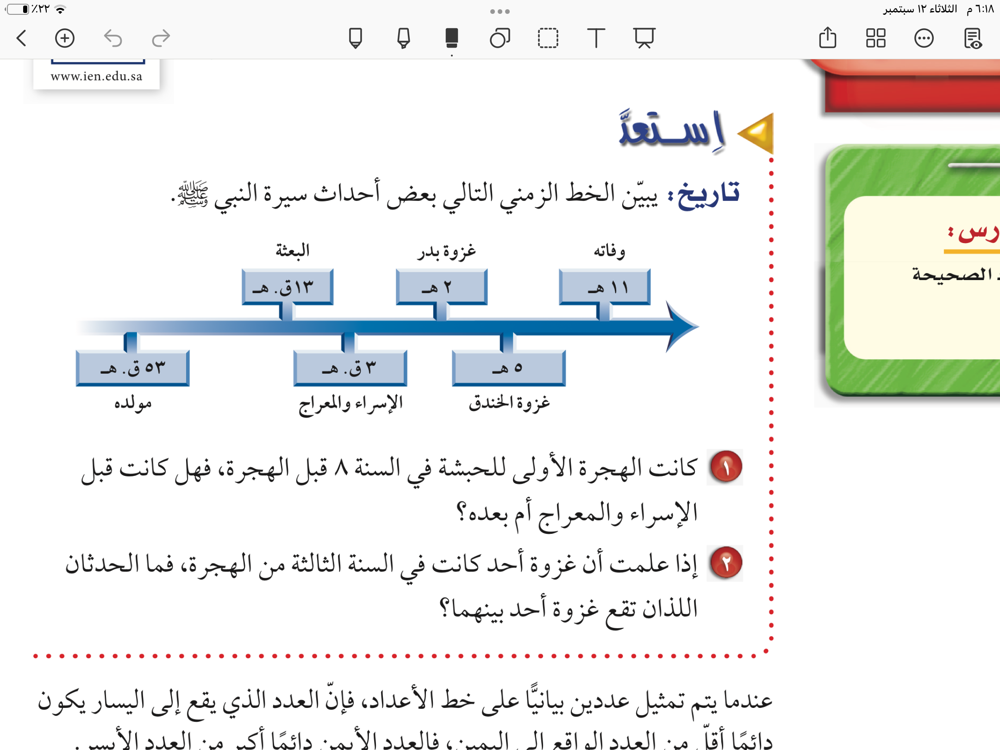 ٦:١٨ م الثلاثاء ١٢ سبتمبر
٪٢٢
www.ien.edu.sa
اِسـتَعدَّ
تاريخ: يبيّن الخط الزمني التالي بعض أحداث سيرة النبي ﷺ.
وفاته
غزوة بدر
البعثة
١١ هـ
٢ هـ
١٣ق. هـ
٥ هـ
٣ ق. هـ
٥٣ ق. هـ
غزوة الخندق
الإسراء والمعراج
مولده
١ كانت الهجرة الأولى للحبشة في السنة ٨ قبل الهجرة، فهل كانت قبل
الإسراء والمعراج أم بعده؟
٢ إذا علمت أن غزوة أحد كانت في السنة الثالثة من الهجرة، فما الحدثان
اللذان تقع غزوة أحد بينهما؟
عندما يتم تمثيل عددين بيانيًّا على خط الأعداد، فإنّ العدد الذي يقع إلى اليسار يكون
دائمًا أقلّ من العدد الواقع إلى اليمين، فالعدد الأيمن دائمًا أكبر من العدد الأيسر.
رس:
الصحيحة